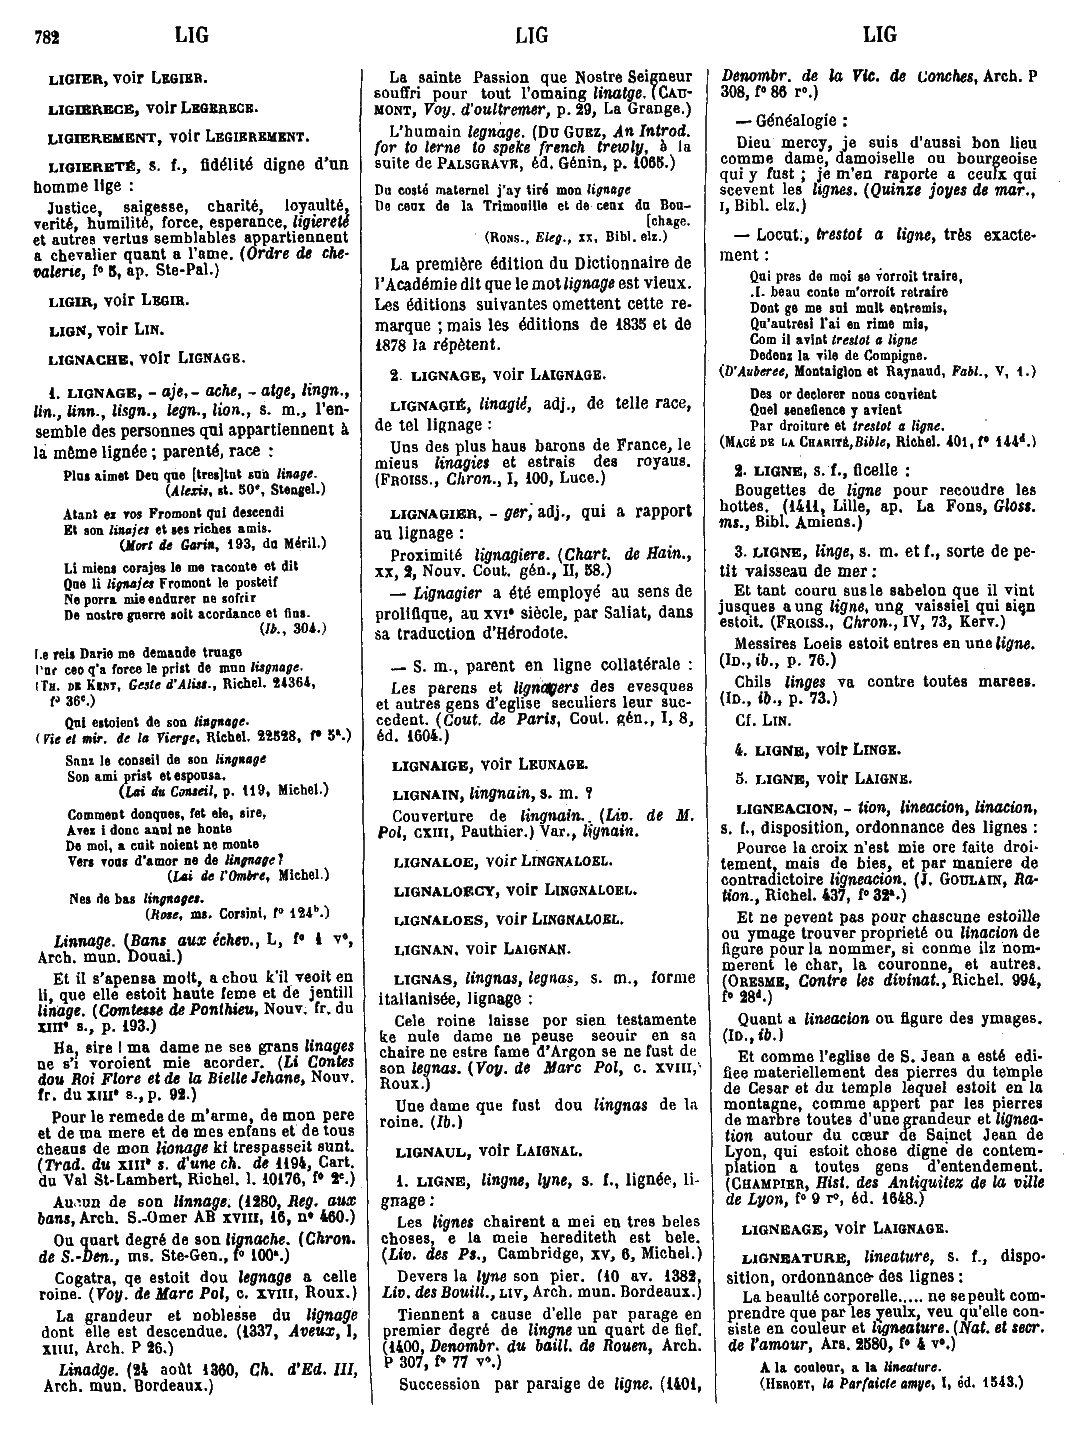 782 LIG LIG LIG
LIGIER, voir LEGIER.
LIGIERECE, voir LEGERECE.
LIGIEREMENT, voir LEGIEREMENT.
LIGIERETÉ, s. f., fidélité digne d'un
homme lige :
Justice, saigesse, charité, loyaulté,
verité, humilité, force, esperance, ligiereté
et autres vertus semblables appartiennent
a chevalier quant a l'ame. (Ordre de che-
valerie, f° 5, ap. Ste-Pal.)
LIGIR, voir LEGIR.
LIGN, voir LIN.
LIGNACHE, voir LIGNAGE.
1. LIGNAGE, - aje, - ache, - atge, lingn.,
lin., linn., lisgn., legn., lion., s. m., l'en-
semble des personnes qui appartiennent à
la même lignée ; parenté, race :
Plus aimet Deu que [tres]tut sun linage.
(Alexis, st. 50e, Stengel.)
Atant ez vos Fromont qui descendi
Et son linajes et ses riches amis.
(Mort de Garin, 193, du Méril.)
Li miens corajes le me raconte et dit
Que li lignajes Fromont le posteif
Ne porra mie endurer ne sofrir
De nostre guerre soit acordance et fins.
(Ib., 304.)
Le reis Darie me demande truage
Por ceo q'a force le prist de mun lisgnage.
(TH. DE KENT, Geste d'Alis., Richel. 24364,
f° 36c.)
Qui estoient de son lingnage.
(Vie et mir. de la Vierge, Richel. 22528, f° 5a.)
Sanz le conseil de son lingnage
Son ami prist et espousa.
(Lai du Conseil, p. 119, Michel.)
Comment donques, fet ele, sire,
Avez i donc anui ne honte
De moi, a cuit noient ne monte
Vers vous d'amor ne de lingnage?
(Lai de l'Ombre, Michel.)
Nes de bas lingnages.
(Rose, ms. Corsini, f° 124b.)
Linnage. (Bans aux échev., L, f° 1 v°,
Arch. mun. Douai.)
Et il s'apensa molt, a chou k'il veoit en
li, que elle estoit haute feme et de jentill
linage. (Comtesse de Ponthieu, Nouv. fr. du
XIIIe s., p. 193.)
Ha, sire ! ma dame ne ses grans linages
ne s'i voroient mie acorder. (Li Contes
dou Roi Flore et de la Bielle Jehane, Nouv.
fr. du XIIIe s., p. 92.)
Pour le remede de m'arme, de mon pere
et de ma mere et de mes enfans et de tous
cheaus de mon lionage ki trespasseit sunt.
(Trad. du XIIIe s. d'une ch. de 1194, Cart.
du Val St-Lambert, Richel. l. 10176, f° 2c.)
Aucun de son linnage. (1280, Reg. aux
bans, Arch. S.-Omer AB XVIII, 16, n° 460.)
Ou quart degré de son lignache. (Chron.
de S.-Den., ms. Ste-Gen., f° 100a.)
Cogatra, qe estoit dou legnage a celle
roine. (Voy. de Marc Pol, c. XVIII, Roux.)
La grandeur et noblesse du lignage
dont elle est descendue. (1337, Aveux, I,
XIIII, Arch. P 26.)
Linadge. (24 août 1360, Ch. d'Ed. III,
Arch. mun. Bordeaux.)
La sainte Passion que Nostre Seigneur
souffri pour tout l'omaing linatge. (CAU-
MONT, Voy. d'oultremer, p. 29, La Grange.)
L'humain legnage. (DU GUEZ, An Introd.
for to lerne to speke french trewly, à la
suite de PALSGRAVE, éd. Génin, p. 1065.)
Du costé maternel j'ay tiré mon lignage
De ceux de la Trimouille et de ceux du Bou-
[chage.
(RONS., Eleg., XX, Bibl. elz.)
La première édition du Dictionnaire de
l'Académie dit que le mot lignage est vieux.
Les éditions suivantes omettent cette re-
marque ; mais les éditions de 1835 et de
1878 la répètent.
2. LIGNAGE, voir LAIGNAGE.
LIGNAGIÉ, linagié, adj., de telle race,
de tel lignage :
Uns des plus haus barons de France, le
mieus linagies et estrais des royaus.
(FROISS., Chron., I, 100, Luce.)
LIGNAGIER, - ger, adj., qui a rapport
au lignage :
Proximité lignagiere. (Chart. de Hain.,
XX, 2, Nouv. Cout. gén., II, 58.)
— Lignagier a été employé au sens de
prolifique, au XVIe siècle, par Saliat, dans
sa traduction d'Hérodote.
— S. m., parent en ligne collatérale :
Les parens et lignagers des evesques
et autres gens d'eglise seculiers leur suc-
cedent. (Cout. de Paris, Cout. gén., I, 8,
éd. 1604.)
LIGNAIGE, voir LEUNAGE.
LIGNAIN, lingnain, s. m. ?
Couverture de lingnain. (Liv. de M.
Pol, CXIII, Pauthier.) Var., lignain.
LIGNALOE, voir LINGNALOEL.
LIGNALOECY, voir LINGNALOEL.
LIGNALOES, voir LINGNALOEL.
LIGNAN, voir LAIGNAN.
LIGNAS, lingnas, legnas, s. m., forme
italianisée, lignage :
Cele roine laisse por sien testamente
ke nule dame ne peuse seouir en sa
chaire ne estre fame d'Argon se ne fust de
son legnas. (Voy. de Marc Pol, c. XVIII,
Roux.)
Une dame que fust dou lingnas de la
roine. (Ib.)
LIGNAUL, voir LAIGNAL.
1. LIGNE, lingne, lyne, s. f., lignée, li-
gnage :
Les lignes chairent a mei en tres beles
choses, e la meie herediteth est bele.
(Liv. des Ps., Cambridge, XV, 6, Michel.)
Devers la lyne son pier. (10 av. 1382,
Liv. des Bouill., LIV, Arch. mun. Bordeaux.)
Tiennent a cause d'elle par parage en
premier degré de lingne un quart de fief.
(1400, Denombr. du baill. de Rouen, Arch.
P 307, f° 77 v°.)
Succession par paraige de ligne. (1401,
Denombr. de la Vic. de Conches, Arch. P
308, f° 86 r°.)
— Généalogie :
Dieu mercy, je suis d'aussi bon lieu
comme dame, damoiselle ou bourgeoise
qui y fust ; je m'en raporte a ceulx qui
scevent les lignes. (Quinze joyes de mar.,
I, Bibl. elz.)
— Locut., trestot a ligne, très exacte-
ment :
Qui pres de moi se vorroit traire,
.I. beau conte m'orroit retraire
Dont ge me sui mult entremis,
Qu'autresi l'ai en rime mis,
Com il avint trestot a ligne
Dedenz la vile de Compigne.
(D'Auberee, Montaiglon et Raynaud, Fabl., V, 1.)
Des or declorer nous convient
Quel senefience y avient
Par droiture et trestot a ligne.
(MACÉ DE LA CHARITÉ, Bible, Richel. 401, f° 144d.)
2. LIGNE, s. f., ficelle :
Bougettes de ligne pour recoudre les
hottes. (1411, Lille, ap. La Fons, Gloss.
ms., Bibl. Amiens.)
3. LIGNE, linge, s. m. et f., sorte de pe-
tit vaisseau de mer :
Et tant couru sus le sabelon que il vint
jusques a ung ligne, ung vaissiel qui sien
estoit. (FROISS., Chron., IV, 73, Kerv.)
Messires Loeis estoit entres en une ligne.
(ID., ib., p. 76.)
Chils linges va contre toutes marees.
(ID., ib., p. 73.)
Cf. LIN.
4. LIGNE, voir LINGE.
5. LIGNE, voir LAIGNE.
LIGNEACION, - tion, lineacion, linacion,
s. f., disposition, ordonnance des lignes :
Pource la croix n'est mie ore faite droi-
tement, mais de bies, et par maniere de
contradictoire ligneacion. (J. GOULAIN, Ra-
tion., Richel. 437, f° 32a.)
Et ne pevent pas pour chascune estoille
ou ymage trouver proprieté ou linacion de
figure pour la nommer, si conme ilz nom-
merent le char, la couronne, et autres.
(ORESME, Contre les divinat., Richel. 994,
f° 28d.)
Quant a lineacion ou figure des ymages.
(ID., ib.)
Et comme l'eglise de S. Jean a esté edi-
fiee materiellement des pierres du temple
de Cesar et du temple lequel estoit en la
montagne, comme appert par les pierres
de marbre toutes d'une grandeur et lignea-
tion autour du cœur de Sainct Jean de
Lyon, qui estoit chose digne de contem-
plation a toutes gens d'entendement.
(CHAMPIER, Hist. des Antiquitez de la ville
de Lyon, f° 9 r°, éd. 1648.)
LIGNEAGE, voir LAIGNAGE.
LIGNEATURE, lineature, s. f., dispo-
sition, ordonnance des lignes :
La beaulté corporelle..... ne se peult com-
prendre que par les yeulx, veu qu'elle con-
siste en couleur et ligneature. (Nat. et secr.
de l'amour, Ars. 2580, f° 4 v°.)
A la couleur, a la lineature.
(HEROET, la Parfaicte amye, I, éd. 1543.)